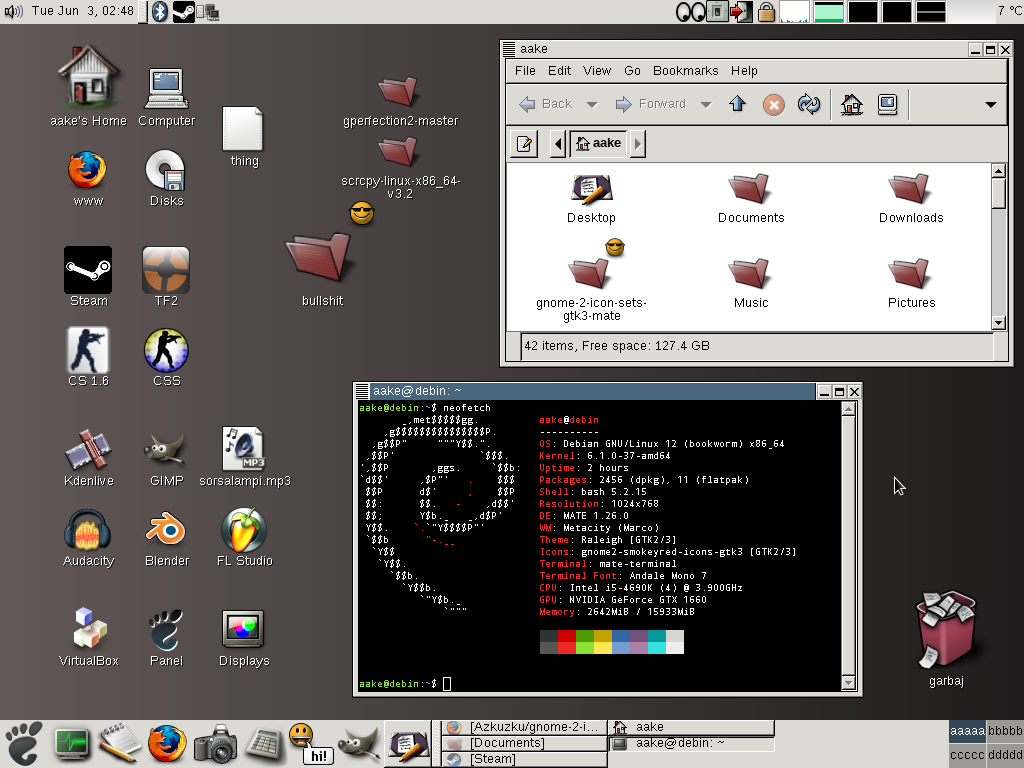 Tue Jun 3, 02:48
7 °C
aake's Home
Computer
thing
gperfection2-master
www
Disks
scrcpy-linux-x86_64-
v3.2
Steam
TF2
bullshit
CS 1.6
CSS
Kdenlive
GIMP
MP3
sorsalampi.mp3
Audacity
Blender
FL Studio
VirtualBox
Panel
Displays
garbaj
aake
File Edit View Go Bookmarks Help
Back Forward
aake
Desktop
Documents
Downloads
gnome-2-icon-sets-
gtk3-mate
Music
Pictures
42 items, Free space: 127.4 GB
aake@debin: ~
aake@debin:~$ neofetch
aake@debin
----------
OS: Debian GNU/Linux 12 (bookworm) x86_64
Kernel: 6.1.0-37-amd64
Uptime: 2 hours
Packages: 2456 (dpkg), 11 (flatpak)
Shell: bash 5.2.15
Resolution: 1024x768
DE: MATE 1.26.0
WM: Metacity (Marco)
Theme: Raleigh [GTK2/3]
Icons: gnome2-smokeyred-icons-gtk3 [GTK2/3]
Terminal: mate-terminal
Terminal Font: Andale Mono 7
CPU: Intel i5-4690K (4) @ 3.900GHz
GPU: NVIDIA GeForce GTX 1660
Memory: 2642MiB / 15933MiB
aake@debin:~$
hi!
[Azkuzku/gnome-2-i...
aake
[Documents]
aake@debin: ~
[Steam]
aaaaa bbbbb
ccccc ddddd